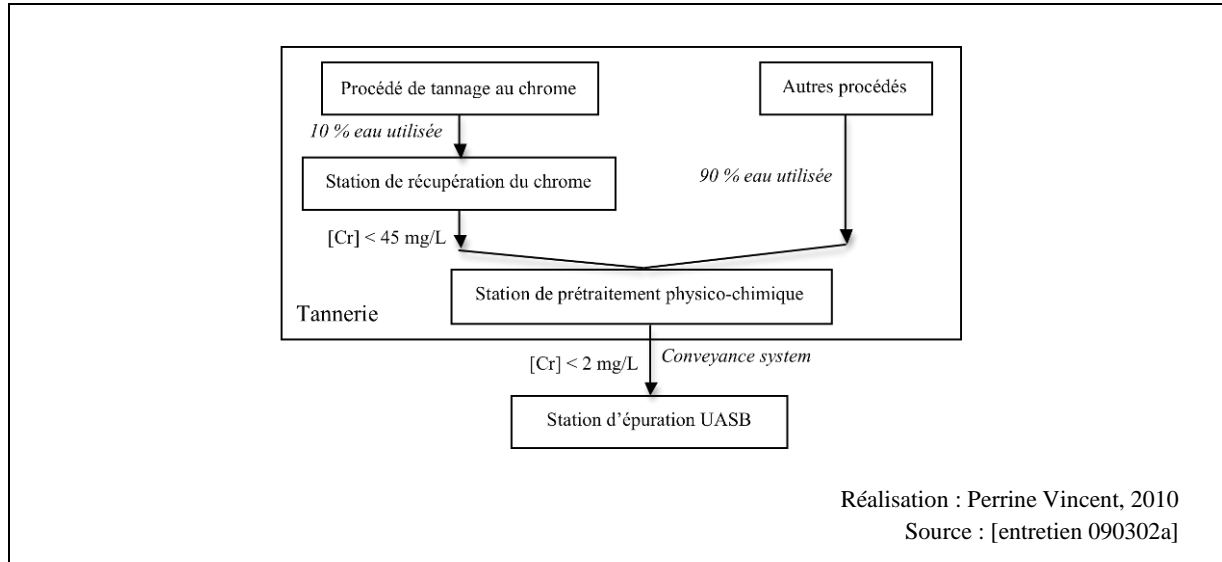 Procédé de tannage au chrome
Autres procédés
10 % eau utilisée
Station de récupération du chrome
90 % eau utilisée
[Cr] < 45 mg/L
Station de prétraitement physico-chimique
Tannerie
[Cr] < 2 mg/L
Conveyance system
Station d’épuration UASB
Réalisation : Perrine Vincent, 2010
Source : [entretien 090302a]